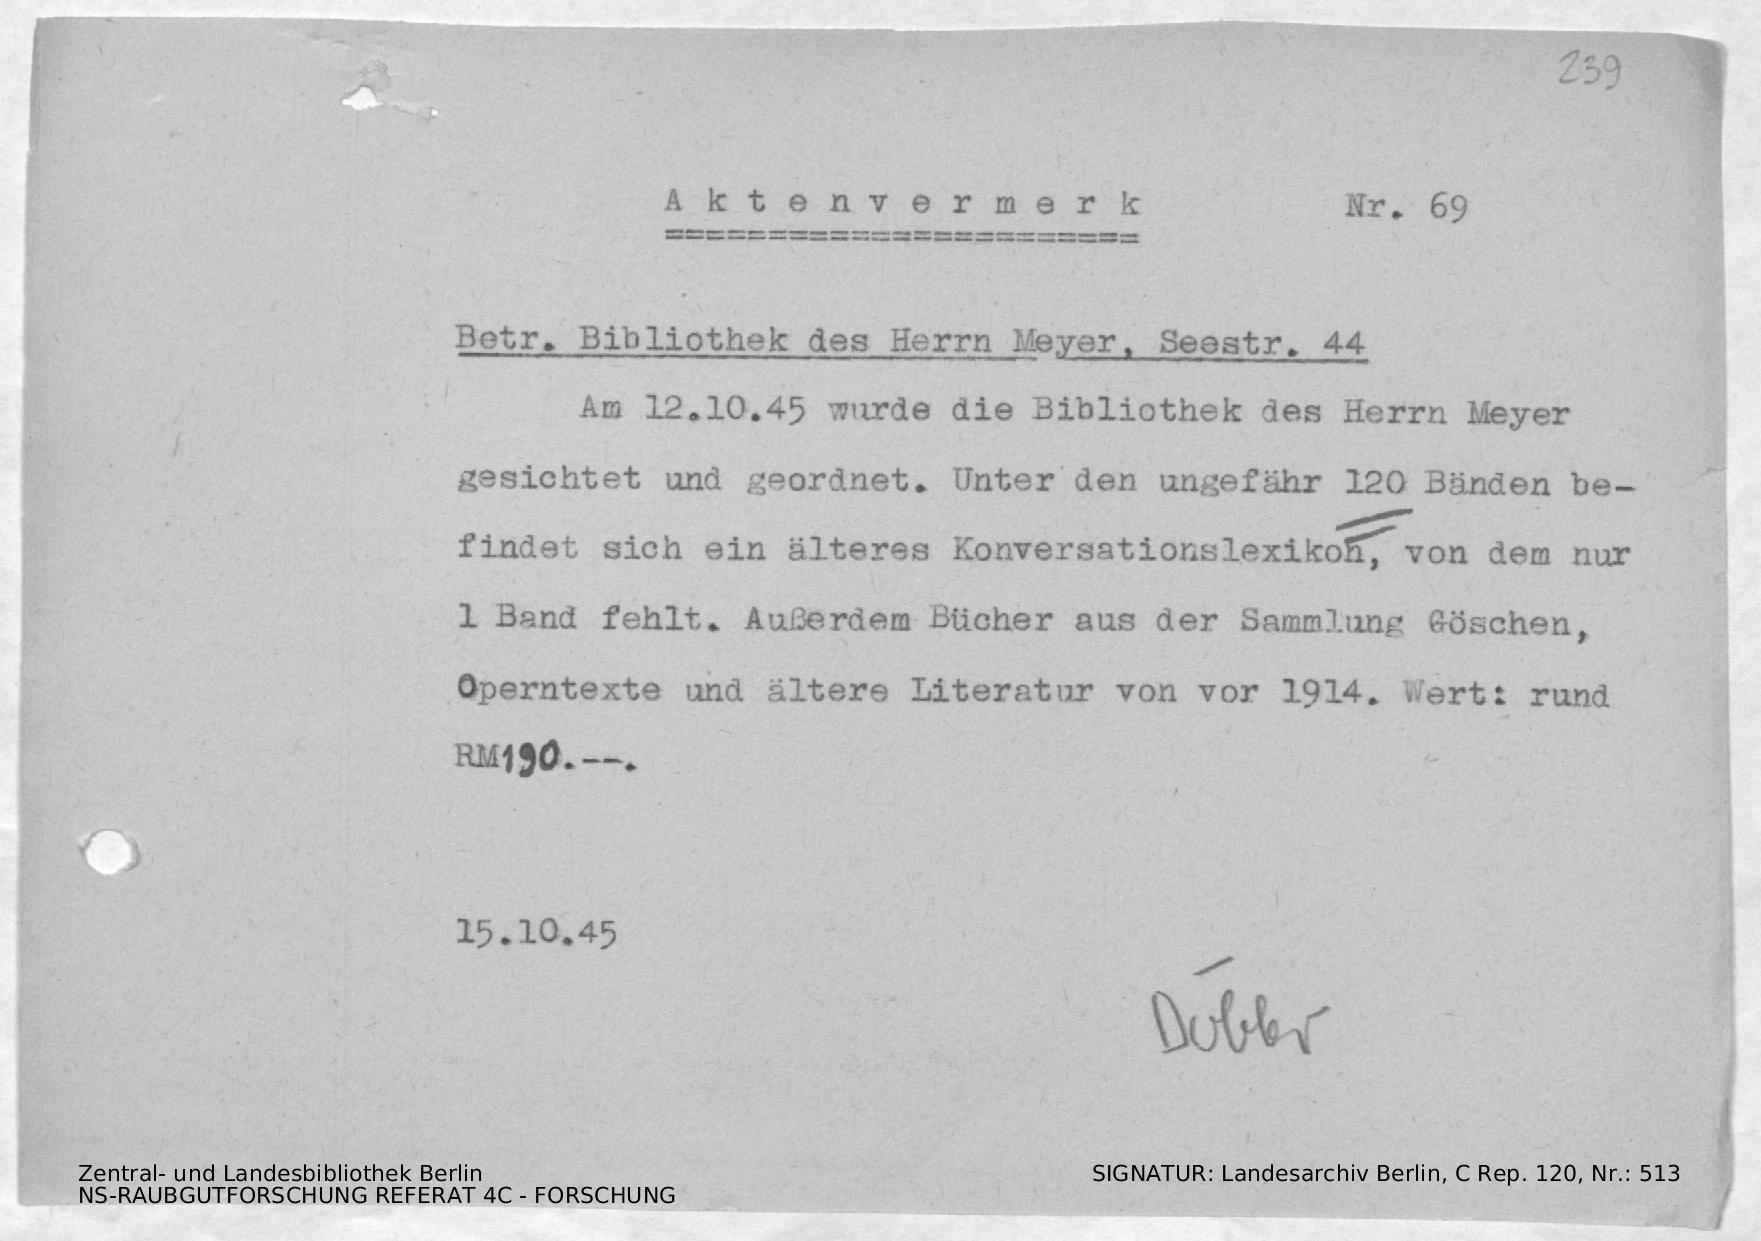 239
Aktenvermerk Nr. 69
=======================
Betr. Bibliothek des Herrn Meyer, Seestr. 44
Am 12.10.45 wurde die Bibliothek des Herrn Meyer
gesichtet und geordnet. Unter den ungefähr 120 Bänden be-
findet sich ein älteres Konversationslexikon, von dem nur
1 Band fehlt. Außerdem Bücher aus der Sammlung Göschen,
Operntexte und ältere Literatur von vor 1914. Wert: rund
RM190.--.
15.10.45
Zentral- und Landesbibliothek Berlin
NS-RAUBGUTFORSCHUNG REFERAT 4C - FORSCHUNG
SIGNATUR: Landesarchiv Berlin, C Rep. 120, Nr.: 513